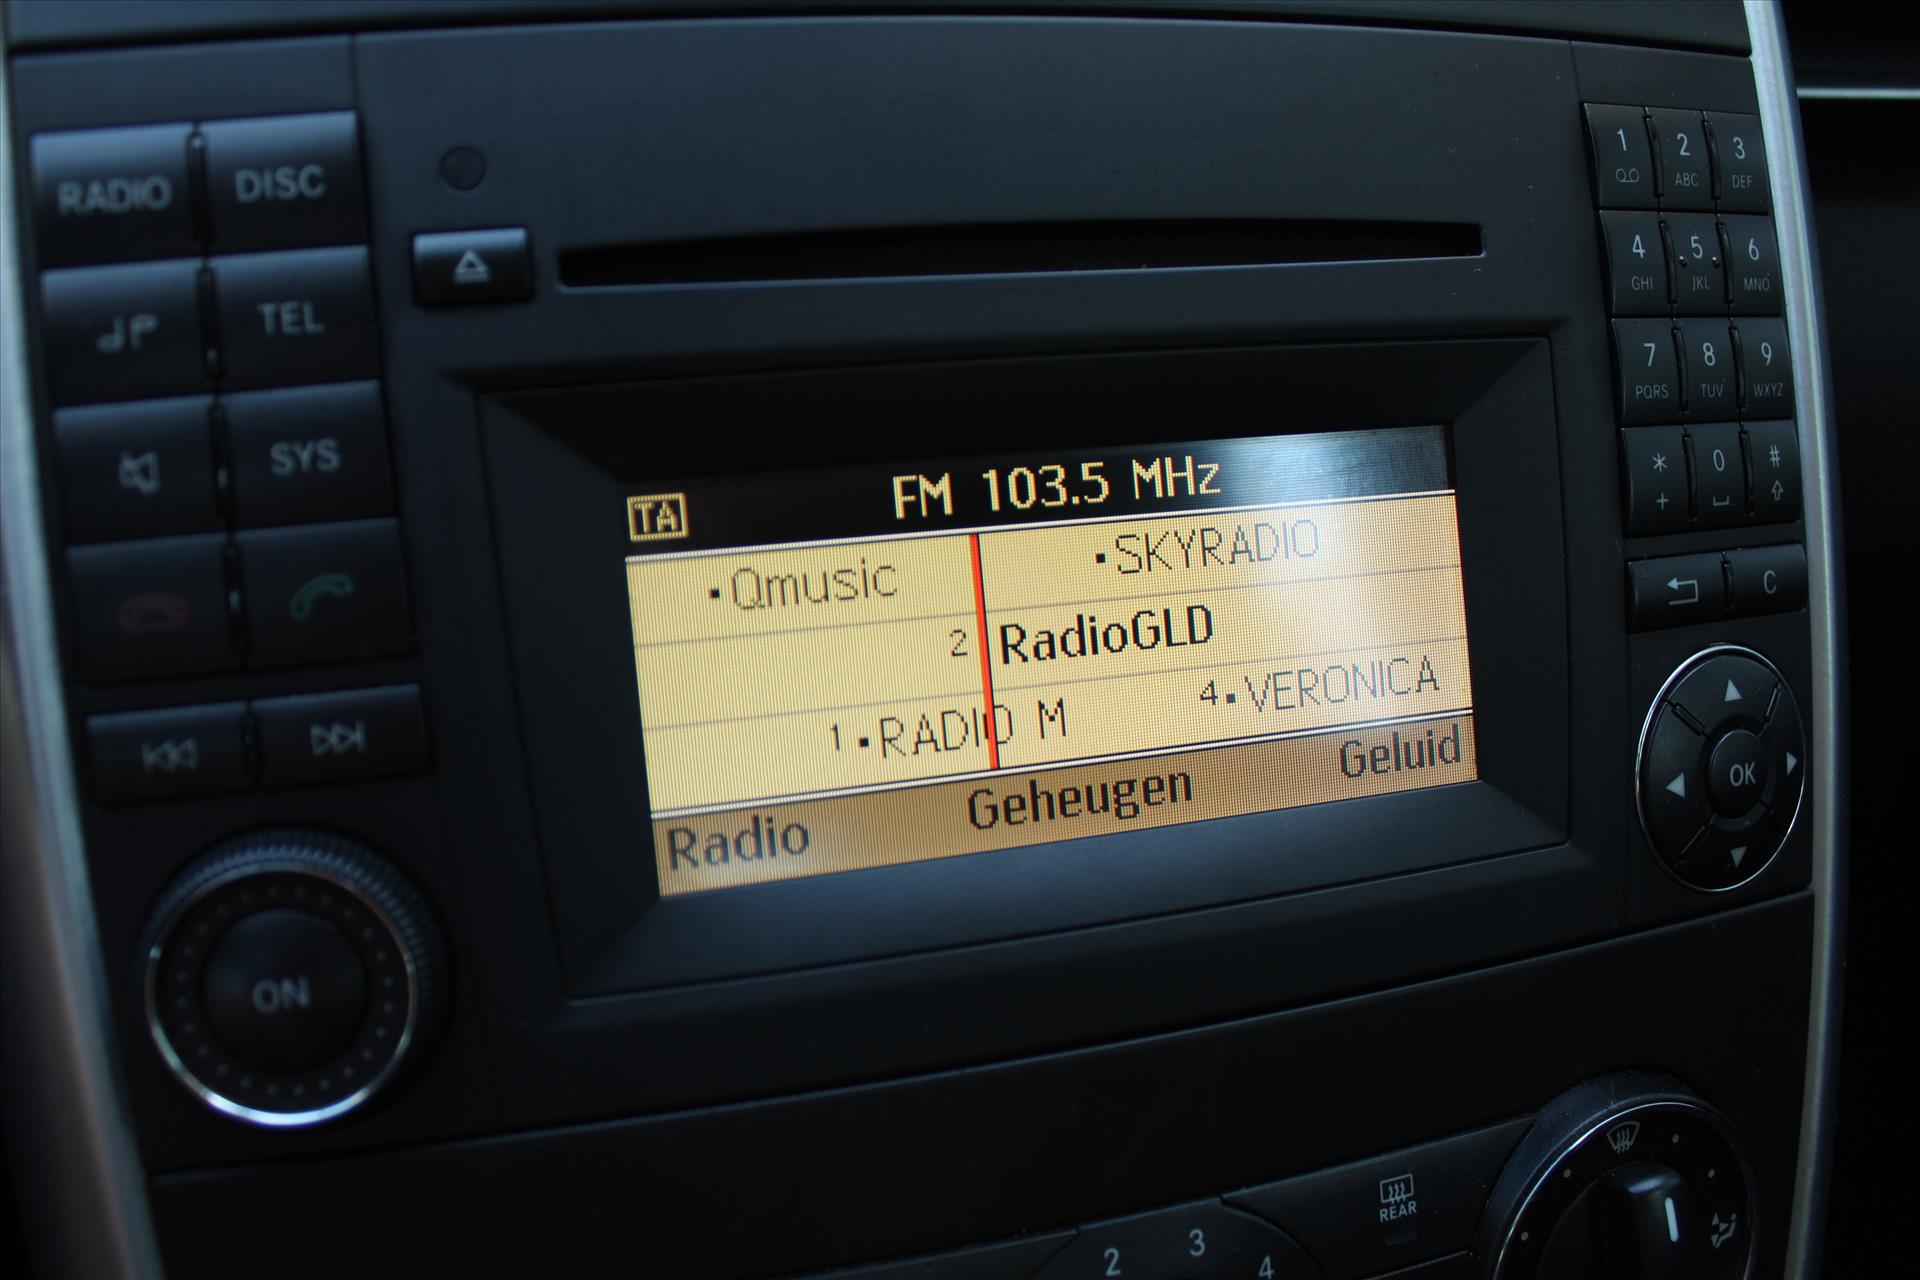 RADIO DISC
TEL
SYS
ON
TA FM 103.5 MHz
•Qmusic •SKYRADIO
2 RadioGLD
1•RADIO M 4•VERONICA
Radio Geheugen Geluid
1 2 ABC 3 DEF
4 GHI 5 JKL 6 MNO
7 PQRS 8 TUV 9 WXYZ
* + 0 #
C
OK
REAR
2 3 4